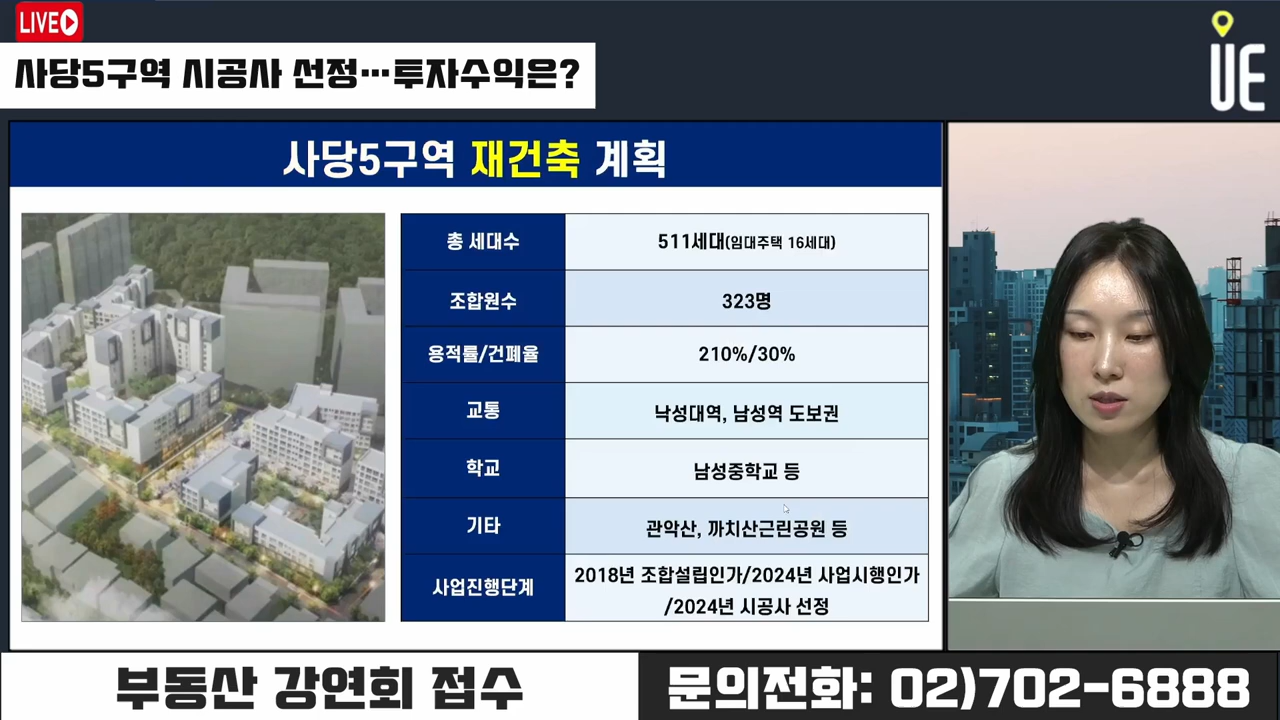 LIVE
사당5구역 시공사 선정…투자수익은?
UE
사당5구역 재건축 계획
총 세대수
511세대(임대주택 16세대)
조합원수
323명
용적률/건폐율
210%/30%
교통
낙성대역, 남성역 도보권
학교
남성중학교 등
기타
관악산, 까치산근린공원 등
사업진행단계
2018년 조합설립인가/2024년 사업시행인가
/2024년 시공사 선정
부동산 강연회 접수
문의전화: 02)702-6888